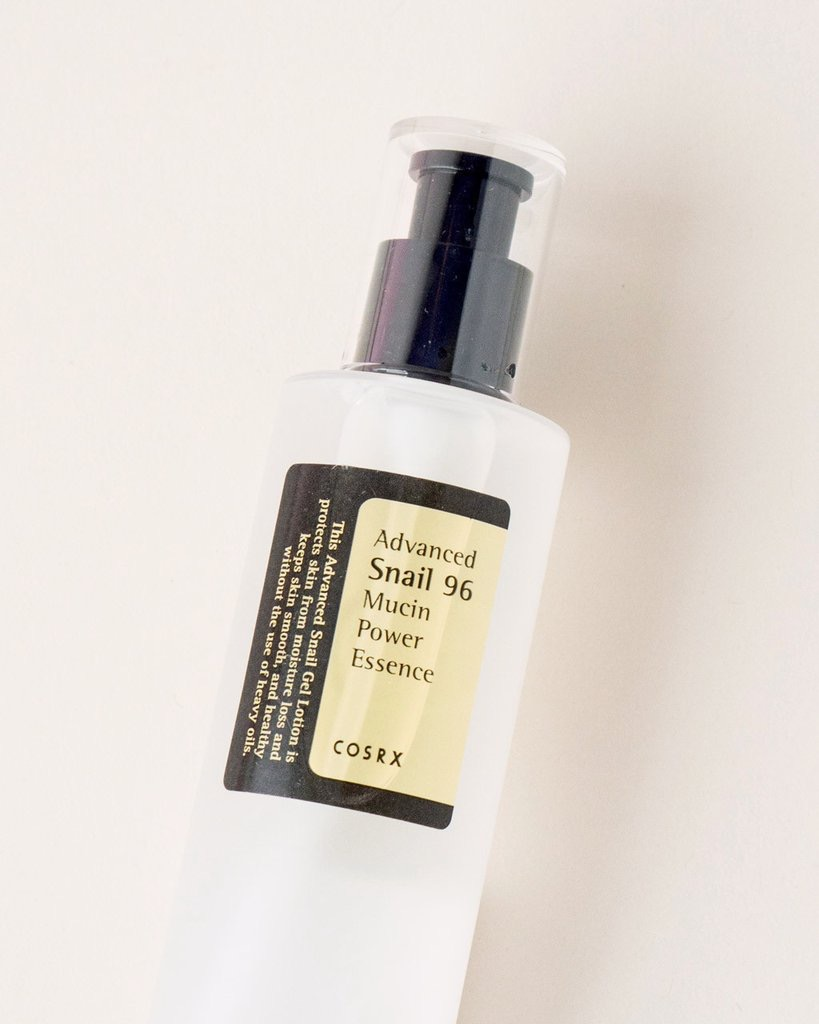 Advanced
Snail 96
Mucin
Power
Essence
COSRX
This Advanced Snail Gel Lotion is
protects skin from moisture loss and
keeps skin smooth, and healthy
without the use of heavy oils.